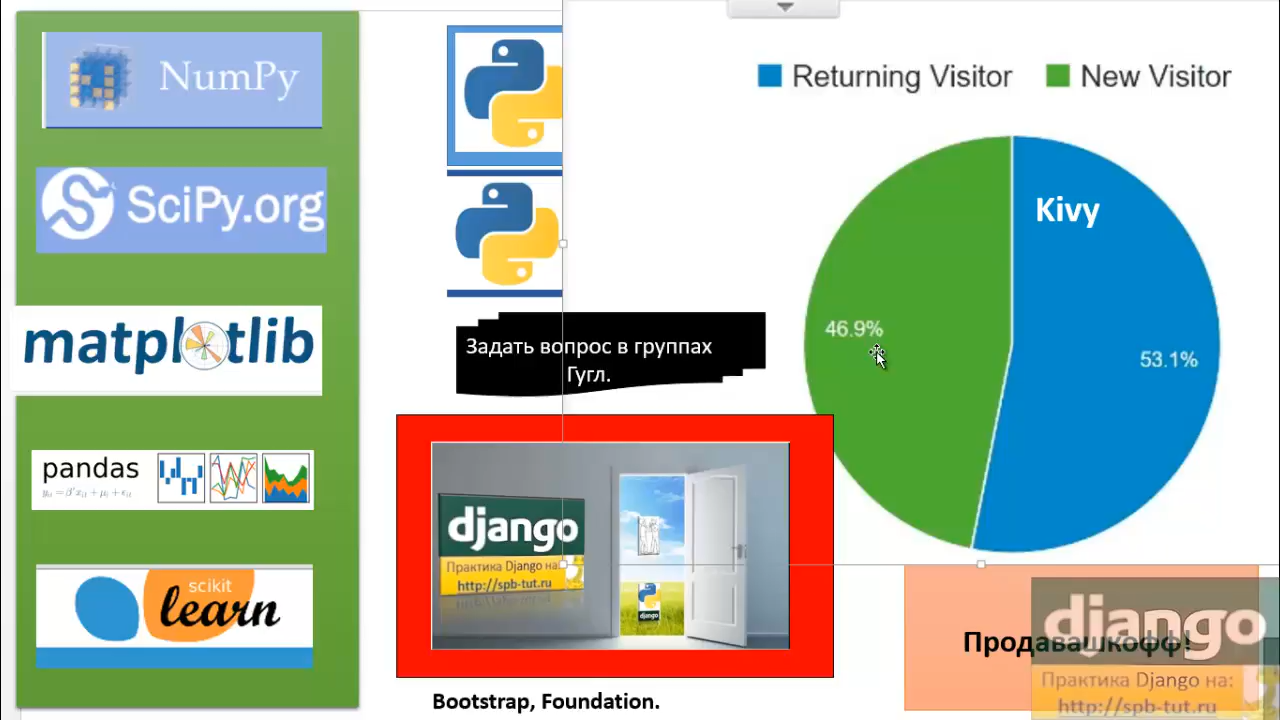 NumPy
SciPy.org
matplotlib
pandas
scikit
learn
Задать вопрос в группах
Гугл.
django
Практика Django на:
http://spb-tut.ru
django
Bootstrap, Foundation.
Returning Visitor
New Visitor
Kivy
46.9%
53.1%
Продавашкофф!
django
Практика Django на:
http://spb-tut.ru